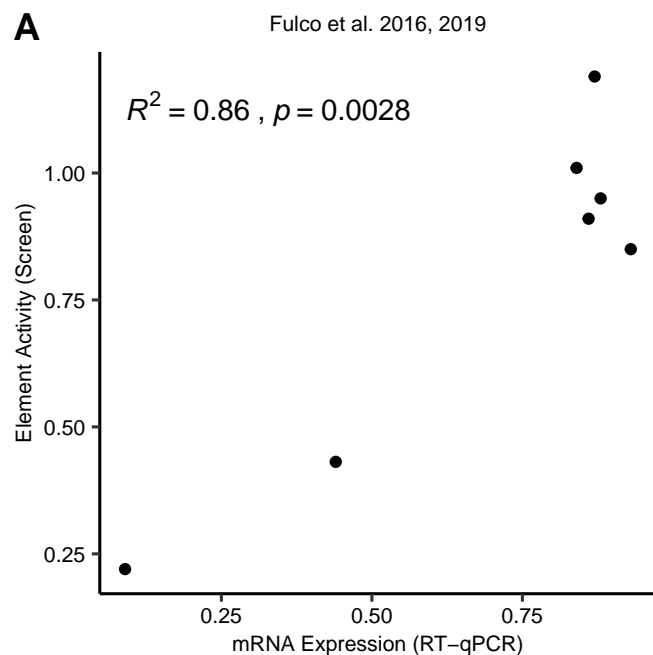 A
Fulco et al. 2016, 2019
R² = 0.86 , p = 0.0028
Element Activity (Screen)
1.00
0.75
0.50
0.25
0.25 0.50 0.75
mRNA Expression (RT−qPCR)